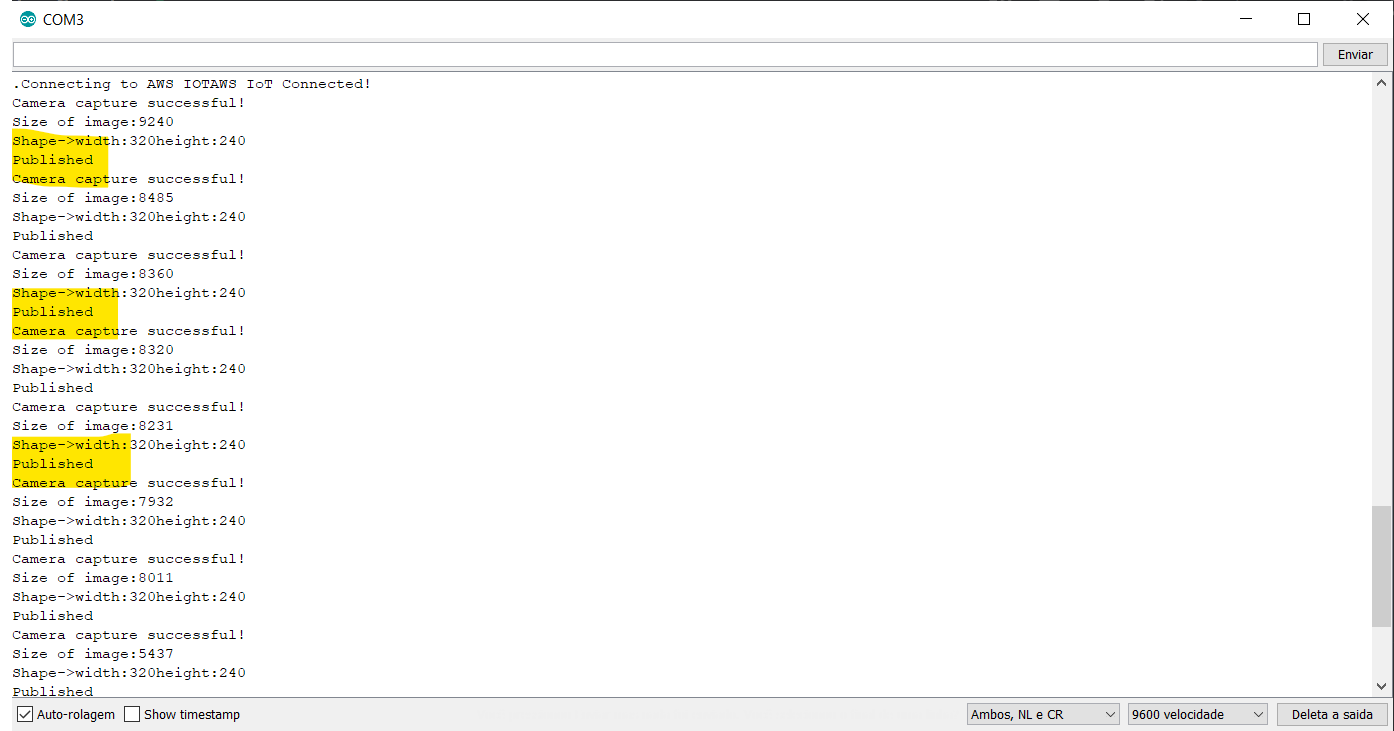 COM3
Enviar
.Connecting to AWS IOTAWS IoT Connected!
Camera capture successful!
Size of image:9240
Shape->width:320height:240
Published
Camera capture successful!
Size of image:8485
Shape->width:320height:240
Published
Camera capture successful!
Size of image:8360
Shape->width:320height:240
Published
Camera capture successful!
Size of image:8320
Shape->width:320height:240
Published
Camera capture successful!
Size of image:8231
Shape->width:320height:240
Published
Camera capture successful!
Size of image:7932
Shape->width:320height:240
Published
Camera capture successful!
Size of image:8011
Shape->width:320height:240
Published
Camera capture successful!
Size of image:5437
Shape->width:320height:240
Published
Auto-rolagem Show timestamp Ambos, NL e CR 9600 velocidade Deleta a saida